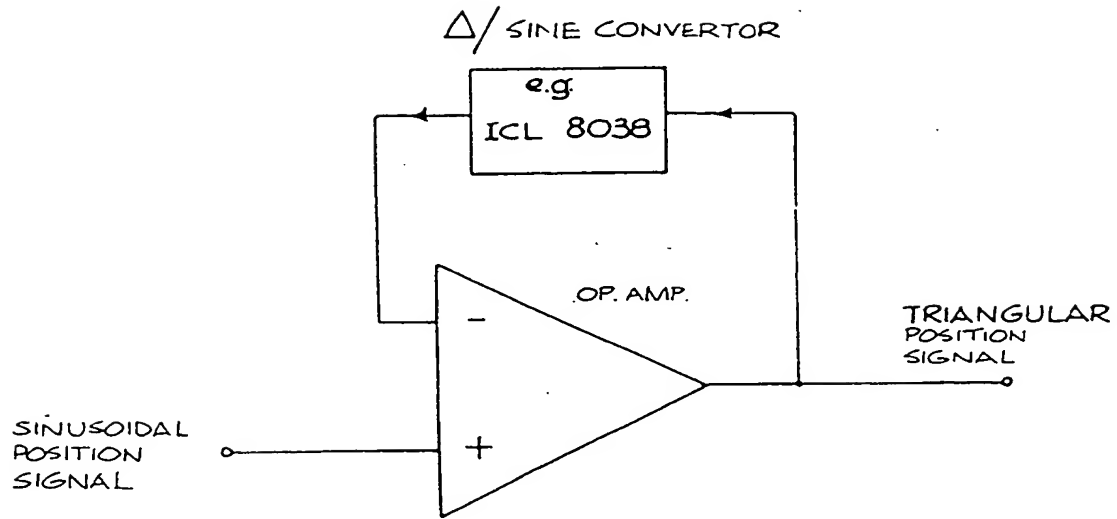 Δ/ SINE CONVERTOR
e.g.
ICL 8038
-
OP. AMP.
TRIANGULAR
POSITION
SIGNAL
+
SINUSOIDAL
POSITION
SIGNAL